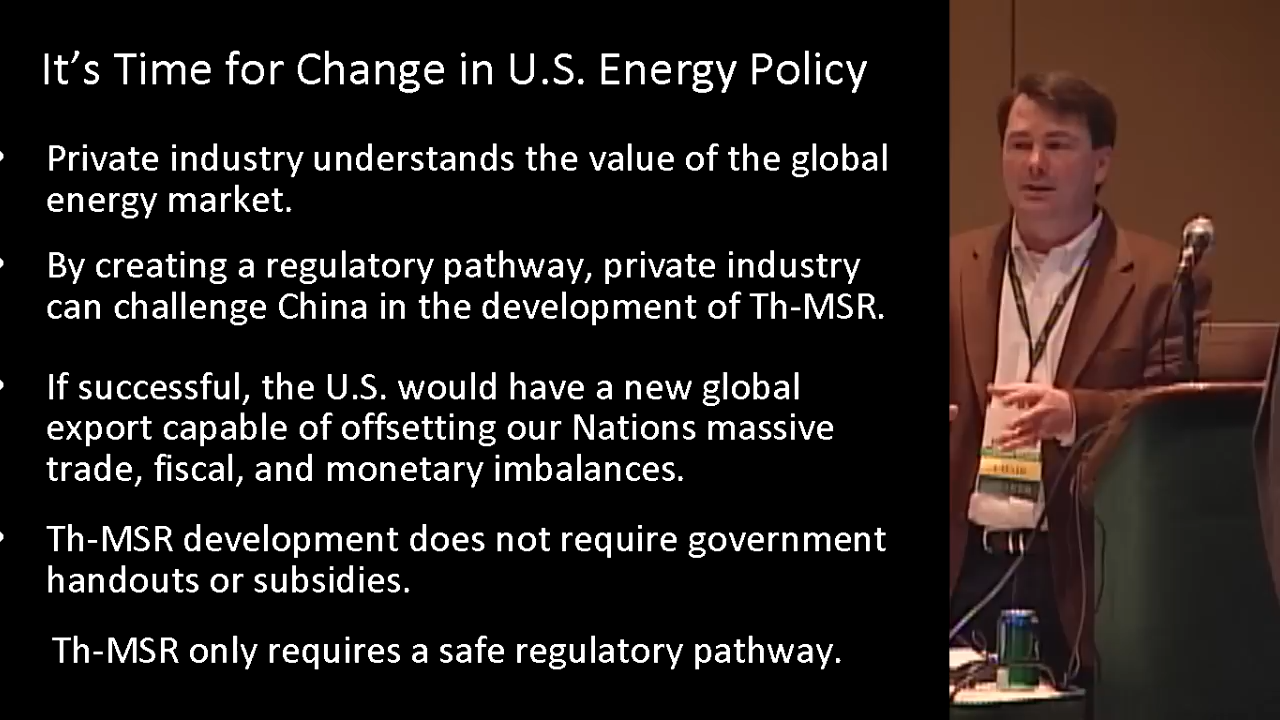 It's Time for Change in U.S. Energy Policy
• Private industry understands the value of the global
energy market.
• By creating a regulatory pathway, private industry
can challenge China in the development of Th-MSR.
• If successful, the U.S. would have a new global
export capable of offsetting our Nations massive
trade, fiscal, and monetary imbalances.
• Th-MSR development does not require government
handouts or subsidies.
Th-MSR only requires a safe regulatory pathway.